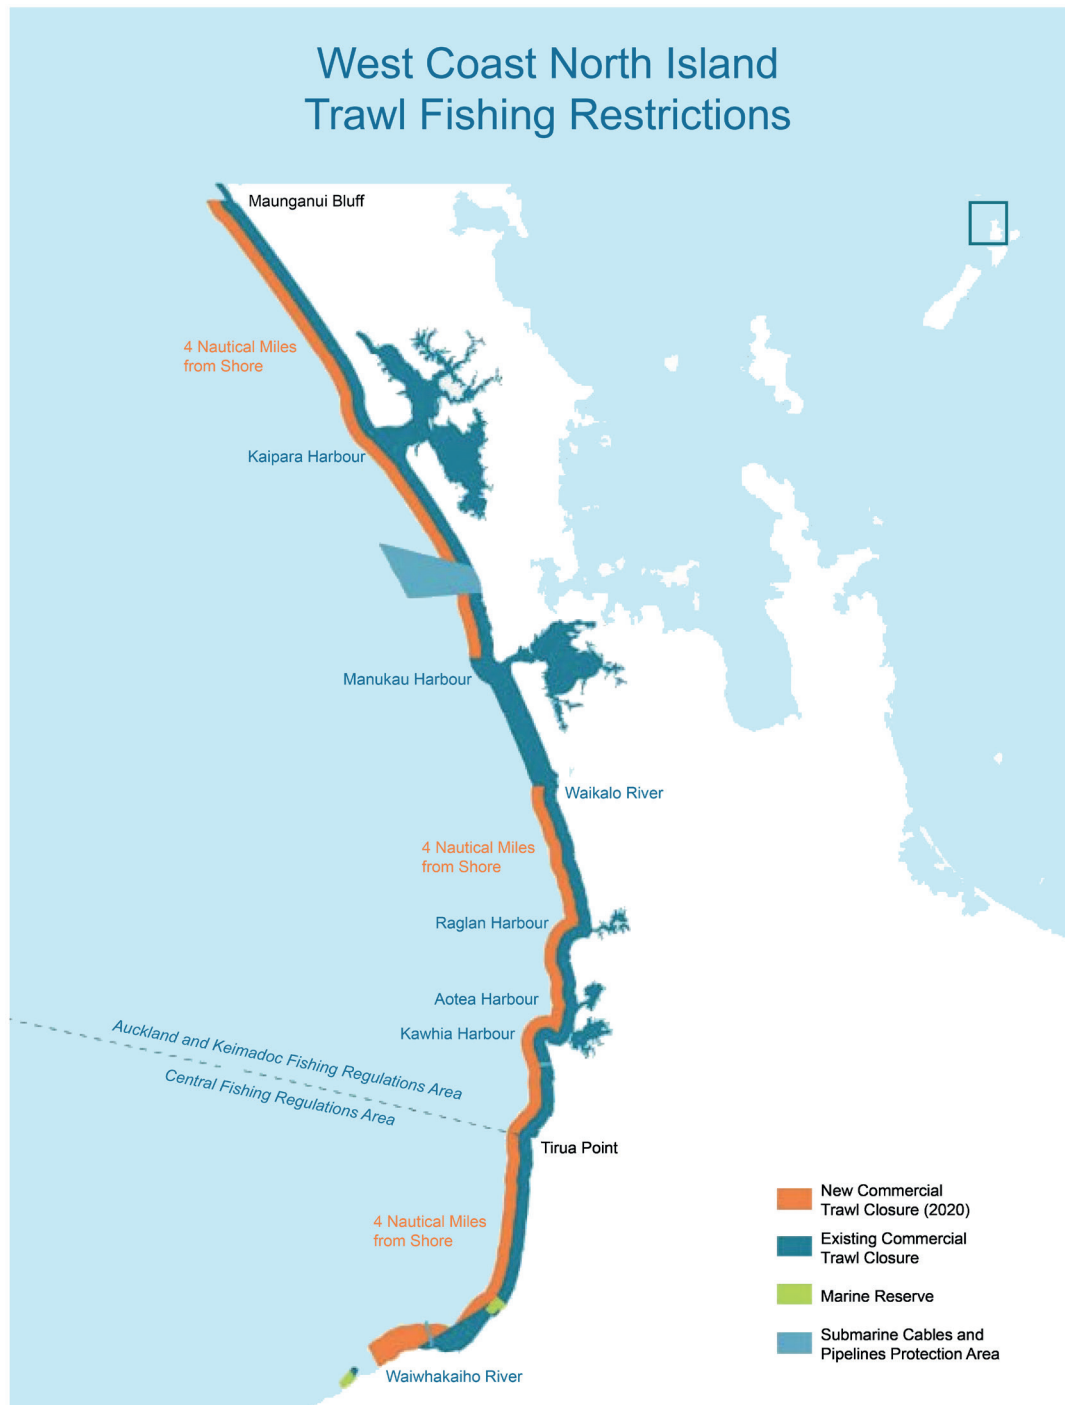 West Coast North Island
Trawl Fishing Restrictions
Maunganui Bluff
4 Nautical Miles
from Shore
Kaipara Harbour
Manukau Harbour
Waikalo River
4 Nautical Miles
from Shore
Raglan Harbour
Aotea Harbour
Kawhia Harbour
Auckland and Keimadoc Fishing Regulations Area
Central Fishing Regulations Area
Tirua Point
4 Nautical Miles
from Shore
Waiwhakaiho River
New Commercial
Trawl Closure (2020)
Existing Commercial
Trawl Closure
Marine Reserve
Submarine Cables and
Pipelines Protection Area